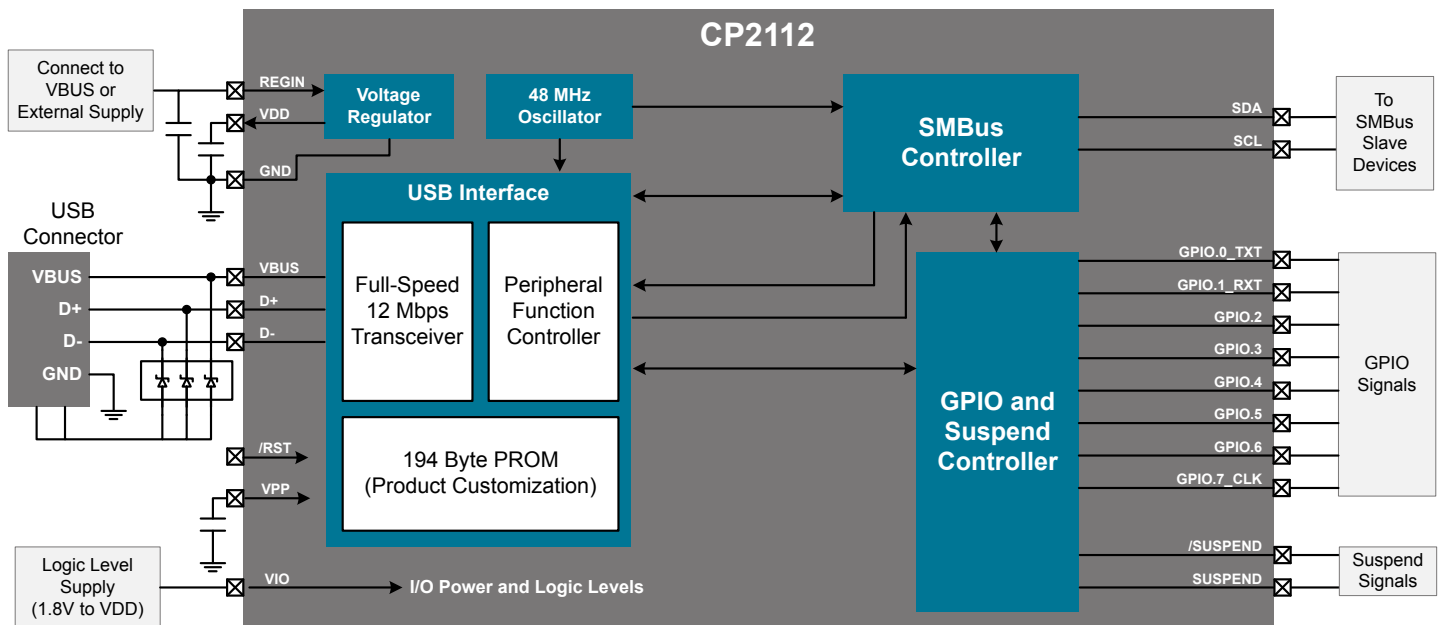 CP2112
Connect to
VBUS or
External Supply
REGIN
VDD
GND
Voltage
Regulator
48 MHz
Oscillator
SMBus
Controller
SDA
SCL
To
SMBus
Slave
Devices
USB
Connector
VBUS
D+
D-
GND
VBUS
D+
D-
USB Interface
Full-Speed
12 Mbps
Transceiver
Peripheral
Function
Controller
194 Byte PROM
(Product Customization)
/RST
VPP
GPIO and
Suspend
Controller
GPIO.0_TXT
GPIO.1_RXT
GPIO.2
GPIO.3
GPIO.4
GPIO.5
GPIO.6
GPIO.7_CLK
GPIO
Signals
/SUSPEND
SUSPEND
Suspend
Signals
Logic Level
Supply
(1.8V to VDD)
VIO
I/O Power and Logic Levels